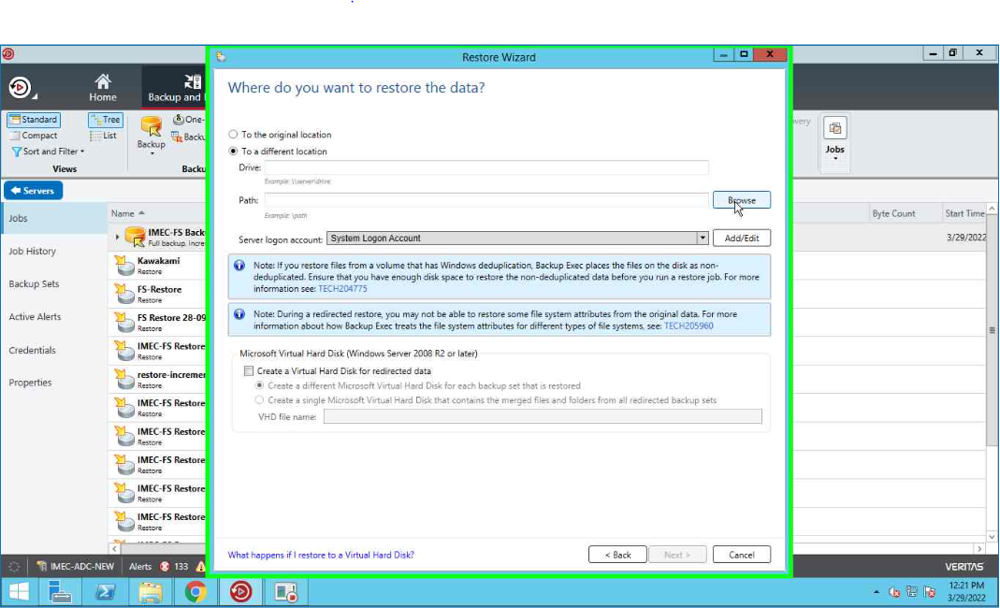 Restore Wizard
Home
Backup and
Where do you want to restore the data?
Standard
Compact
Sort and Filter
Views
Tree
List
Backup
One-
Backu
Backu
very
Jobs
To the original location
To a different location
Drive:
Example: \\server\drive
Path:
Browse
Example: \path
Server logon account:
System Logon Account
Add/Edit
Note: If you restore files from a volume that has Windows deduplication, Backup Exec places the files on the disk as non-
deduplicated. Ensure that you have enough disk space to restore the non-deduplicated data before you run a restore job. For more
information see: TECH204775
Note: During a redirected restore, you may not be able to restore some file system attributes from the original data. For more
information about how Backup Exec treats the file system attributes for different types of file systems, see: TECH205960
Microsoft Virtual Hard Disk (Windows Server 2008 R2 or later)
Create a Virtual Hard Disk for redirected data
Create a different Microsoft Virtual Hard Disk for each backup set that is restored
Create a single Microsoft Virtual Hard Disk that contains the merged files and folders from all redirected backup sets
VHD file name:
What happens if I restore to a Virtual Hard Disk?
< Back
Next >
Cancel
Servers
Jobs
Job History
Backup Sets
Active Alerts
Credentials
Properties
Name
Byte Count
Start Time
IMEC-FS Back
Full backup, Incre
3/29/2022
Kawakami
Restore
FS-Restore
Restore
FS Restore 28-09
Restore
IMEC-FS Restore
Restore
restore-incremer
Restore
IMEC-FS Restore
Restore
IMEC-FS Restore
Restore
IMEC-FS Restore
Restore
IMEC-FS Restore
Restore
IMEC-FS Restore
Restore
IMEC-ADC-NEW
Alerts
133
VERITAS
12:21 PM
3/29/2022